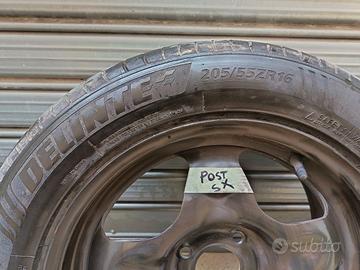 DELINTE
205/55ZR16
POST
SX
subito